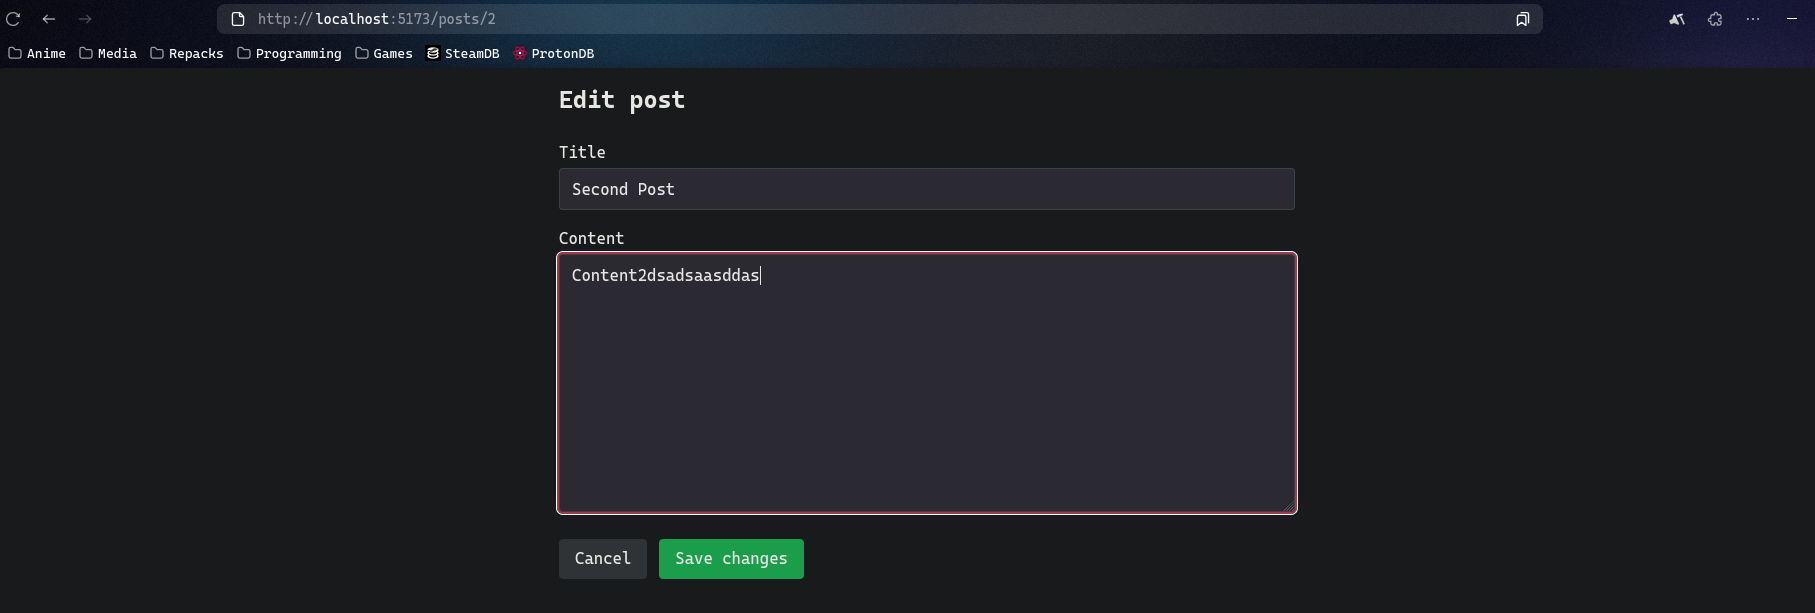 http://localhost:5173/posts/2
Anime Media Repacks Programming Games SteamDB ProtonDB
Edit post
Title
Second Post
Content
Content2dsadsaasddas
Cancel Save changes